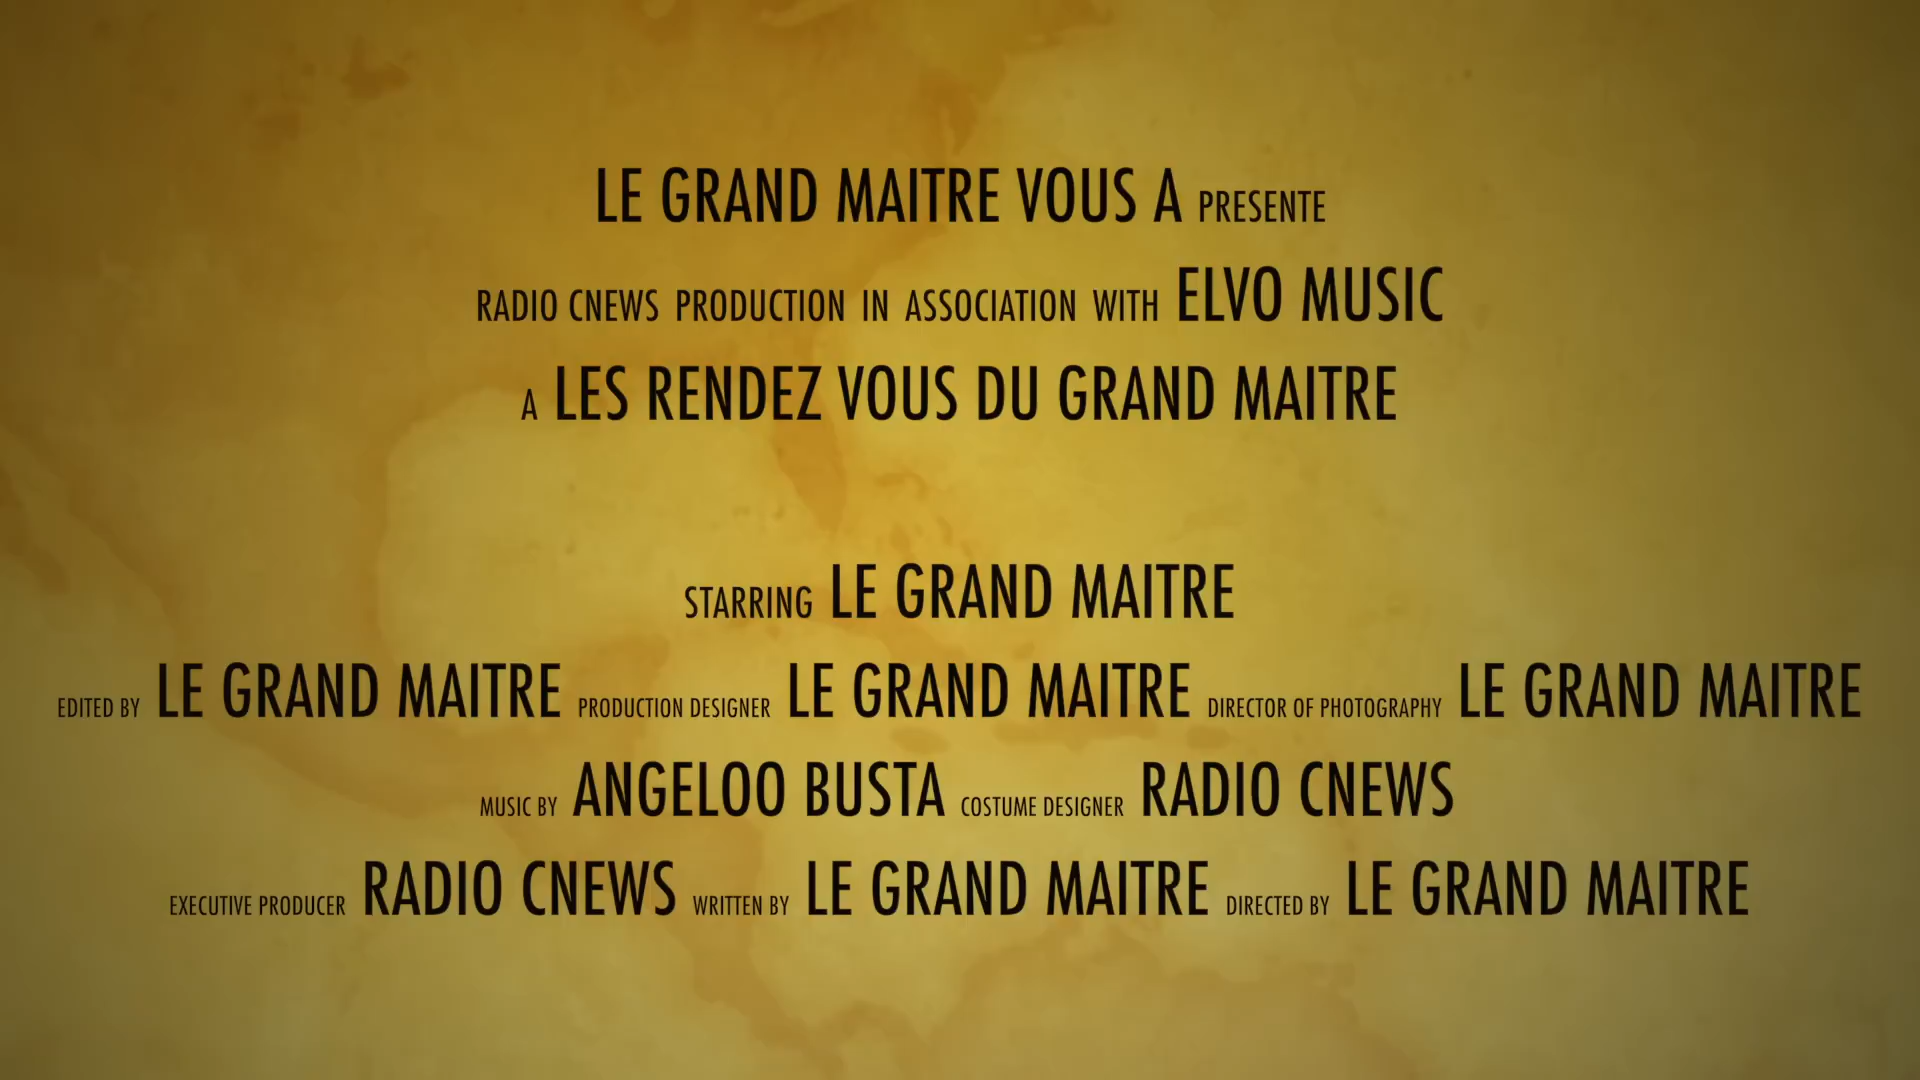 LE GRAND MAITRE VOUS A PRESENTE
RADIO CNEWS PRODUCTION IN ASSOCIATION WITH ELVO MUSIC
A LES RENDEZ VOUS DU GRAND MAITRE
STARRING LE GRAND MAITRE
EDITED BY LE GRAND MAITRE PRODUCTION DESIGNER LE GRAND MAITRE DIRECTOR OF PHOTOGRAPHY LE GRAND MAITRE
MUSIC BY ANGELOO BUSTA COSTUME DESIGNER RADIO CNEWS
EXECUTIVE PRODUCER RADIO CNEWS WRITTEN BY LE GRAND MAITRE DIRECTED BY LE GRAND MAITRE